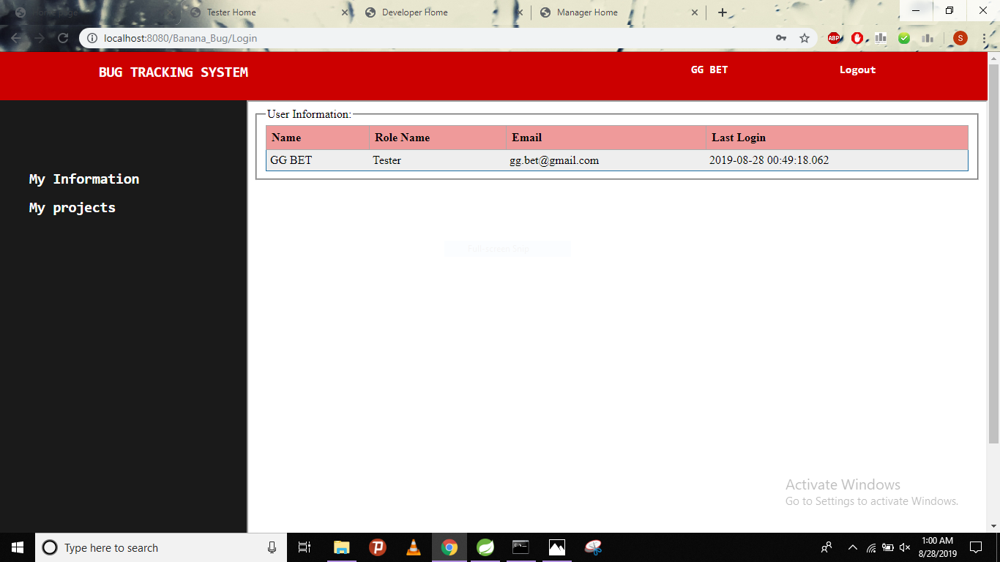 Home page
Tester Home
Developer Home
Manager Home
localhost:8080/Banana_Bug/Login
ABP
S
BUG TRACKING SYSTEM
GG BET
Logout
My Information
My projects
User Information:
Name Role Name Email Last Login
GG BET Tester gg.bet@gmail.com 2019-08-28 00:49:18.062
Full-screen Snip
Activate Windows
Go to Settings to activate Windows.
Type here to search
1:00 AM
8/28/2019